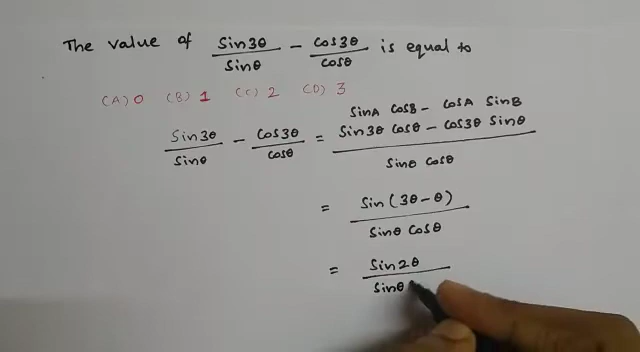 The value of Sin3θ/Sinθ − Cos3θ/Cosθ is equal to
(A) 0 (B) 1 (C) 2 (D) 3
SinA CosB − CosA SinB
Sin3θ/Sinθ − Cos3θ/Cosθ = Sin3θ Cosθ − Cos3θ Sinθ/Sinθ Cosθ
= Sin(3θ−θ)/Sinθ Cosθ
= Sin2θ/Sinθ